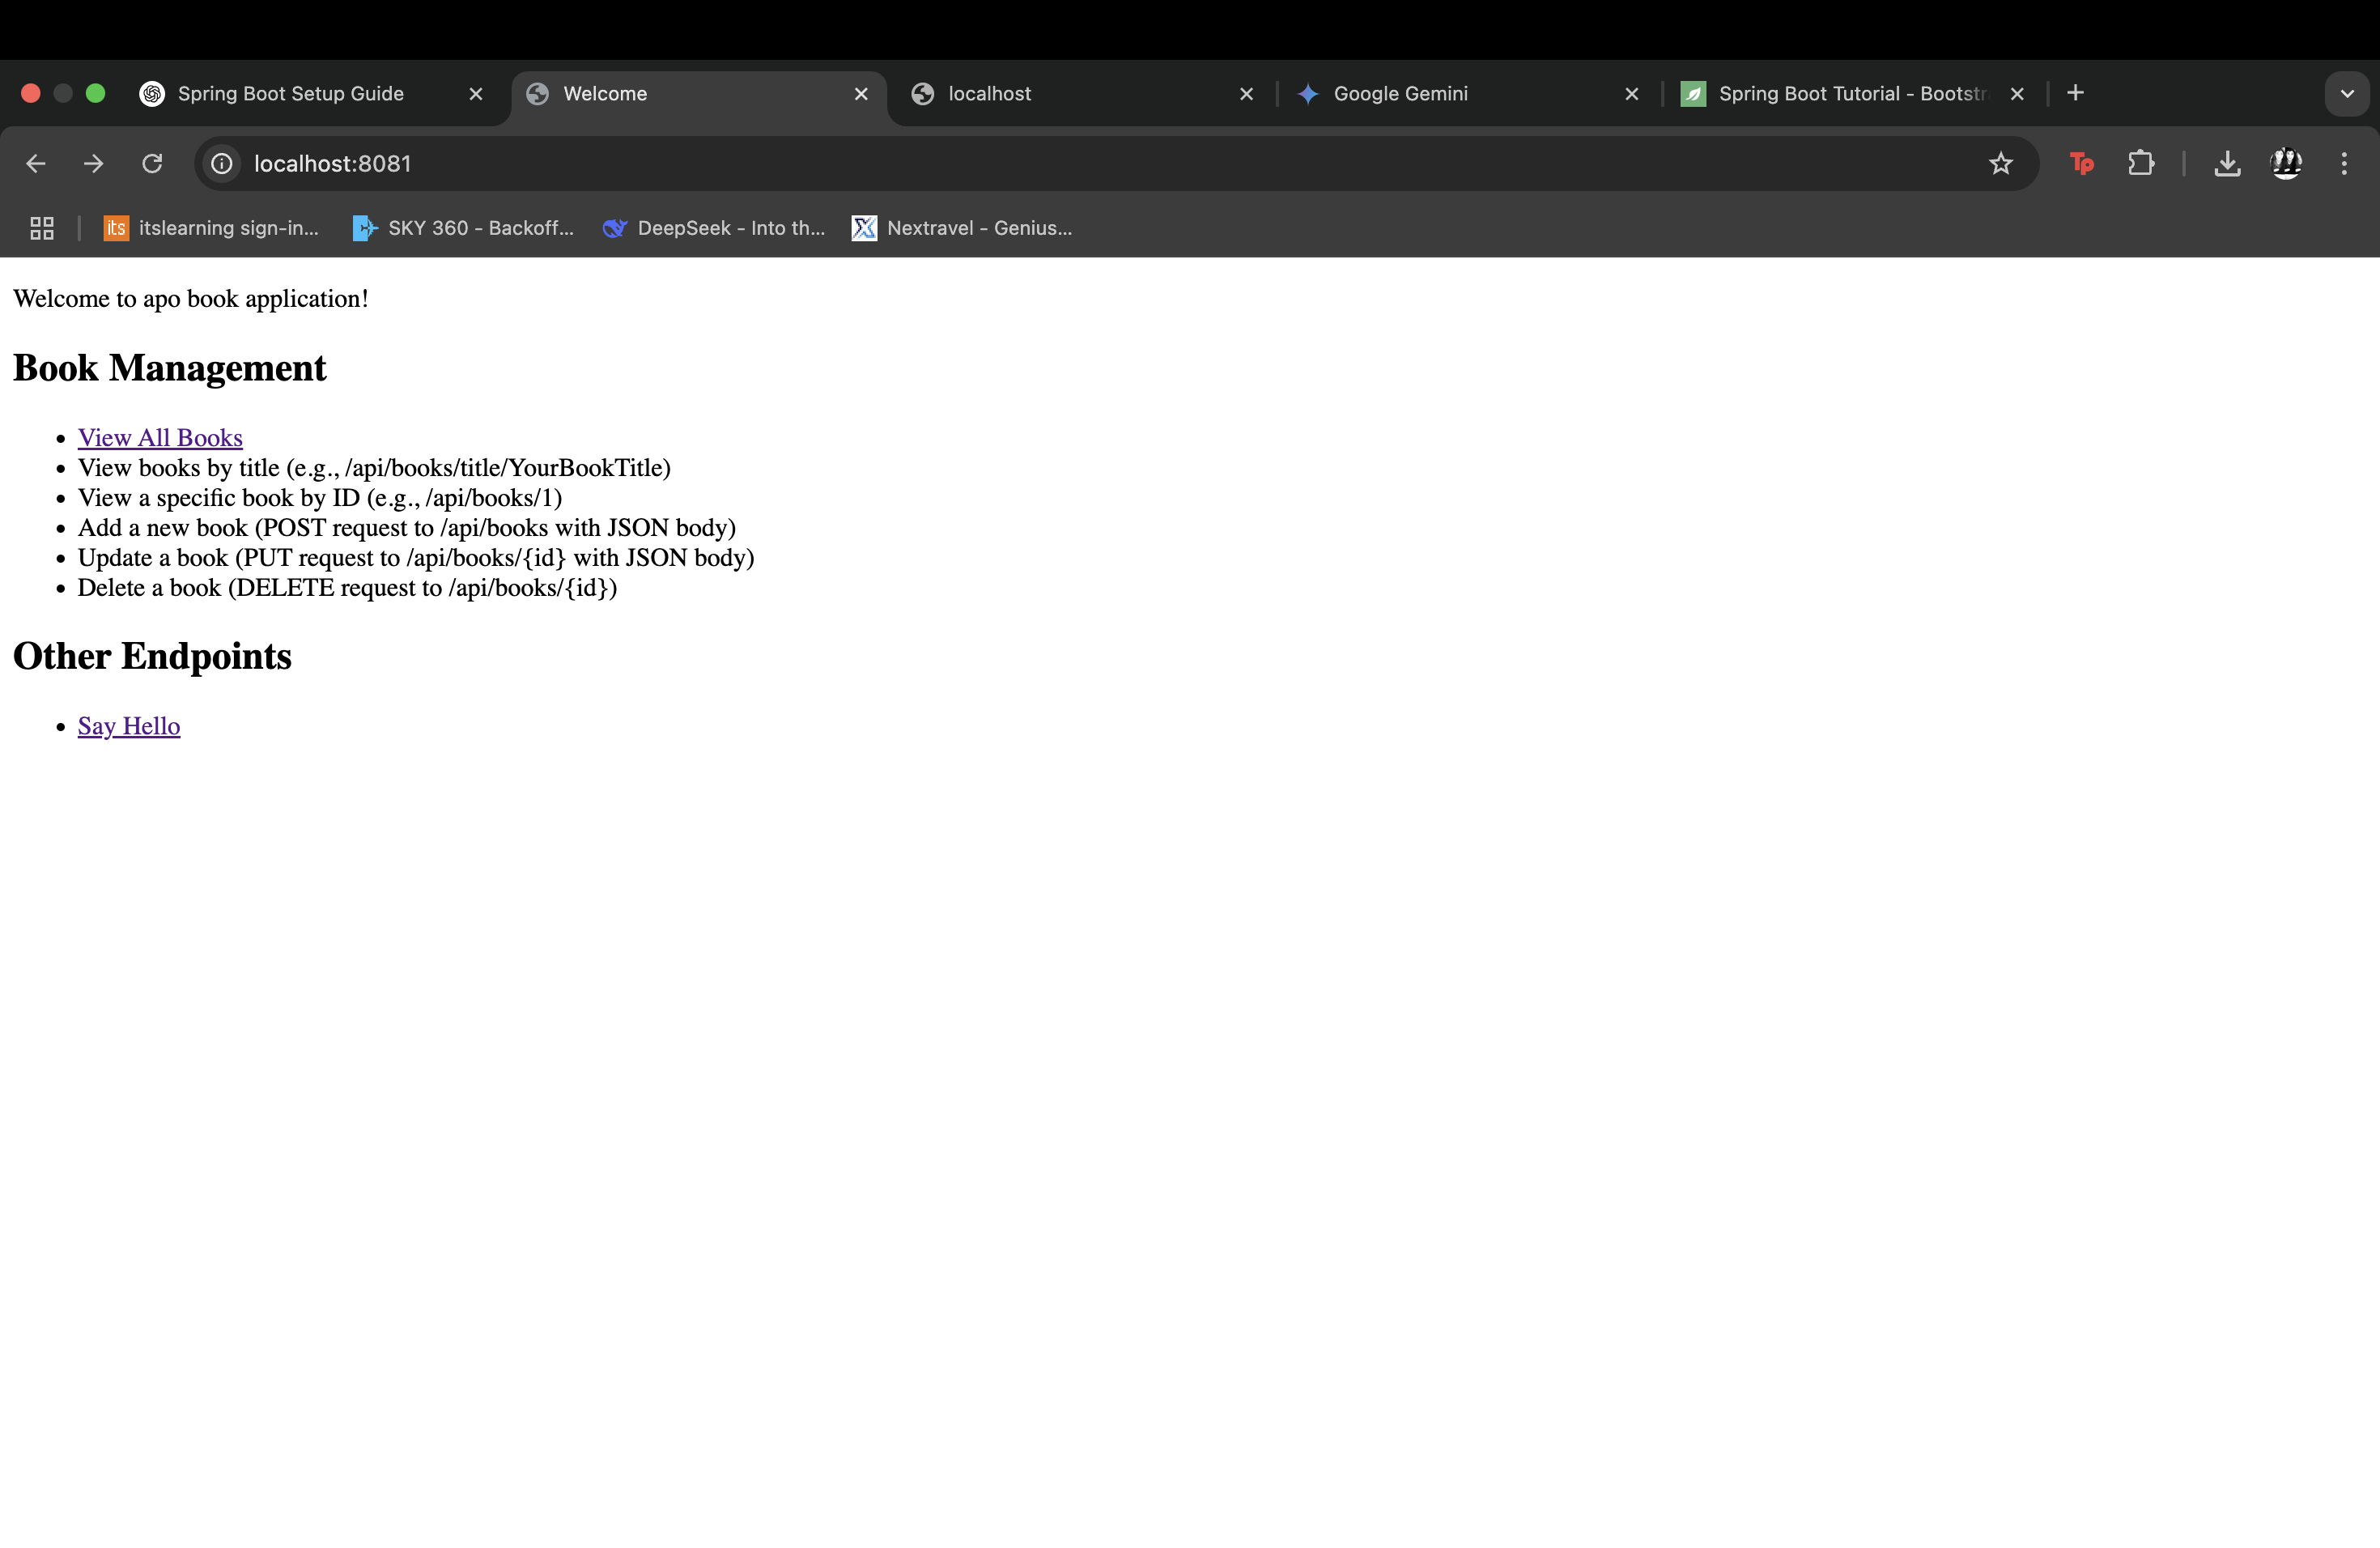 Spring Boot Setup Guide
Welcome
localhost
Google Gemini
Spring Boot Tutorial - Bootstr
localhost:8081
Tp
its
itslearning sign-in...
SKY 360 - Backoff...
DeepSeek - Into th...
Nextravel - Genius...
Welcome to apo book application!
Book Management
• View All Books
• View books by title (e.g., /api/books/title/YourBookTitle)
• View a specific book by ID (e.g., /api/books/1)
• Add a new book (POST request to /api/books with JSON body)
• Update a book (PUT request to /api/books/{id} with JSON body)
• Delete a book (DELETE request to /api/books/{id})
Other Endpoints
• Say Hello